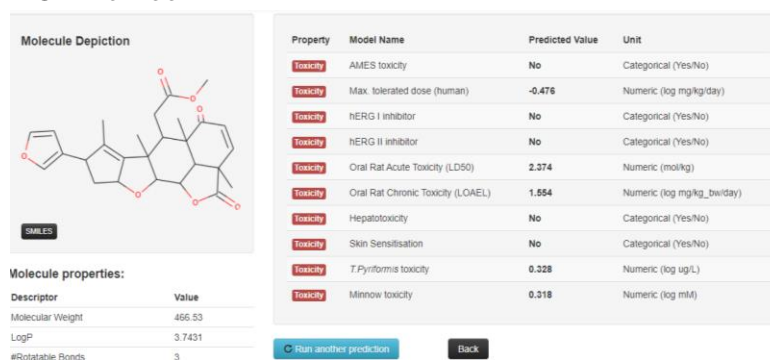 Molecule Depiction
O
O
O
O
O
O
O
SMILES
Molecule properties:
Descriptor Value
Molecular Weight 466.53
LogP 3.7431
#Rotatable Bonds 3
Property Model Name Predicted Value Unit
Toxicity AMES toxicity No Categorical (Yes/No)
Toxicity Max. tolerated dose (human) -0.476 Numeric (log mg/kg/day)
Toxicity hERG I inhibitor No Categorical (Yes/No)
Toxicity hERG II inhibitor No Categorical (Yes/No)
Toxicity Oral Rat Acute Toxicity (LD50) 2.374 Numeric (mol/kg)
Toxicity Oral Rat Chronic Toxicity (LOAEL) 1.554 Numeric (log mg/kg_bw/day)
Toxicity Hepatotoxicity No Categorical (Yes/No)
Toxicity Skin Sensitisation No Categorical (Yes/No)
Toxicity T.Pyriformis toxicity 0.328 Numeric (log ug/L)
Toxicity Minnow toxicity 0.318 Numeric (log mM)
Run another prediction Back